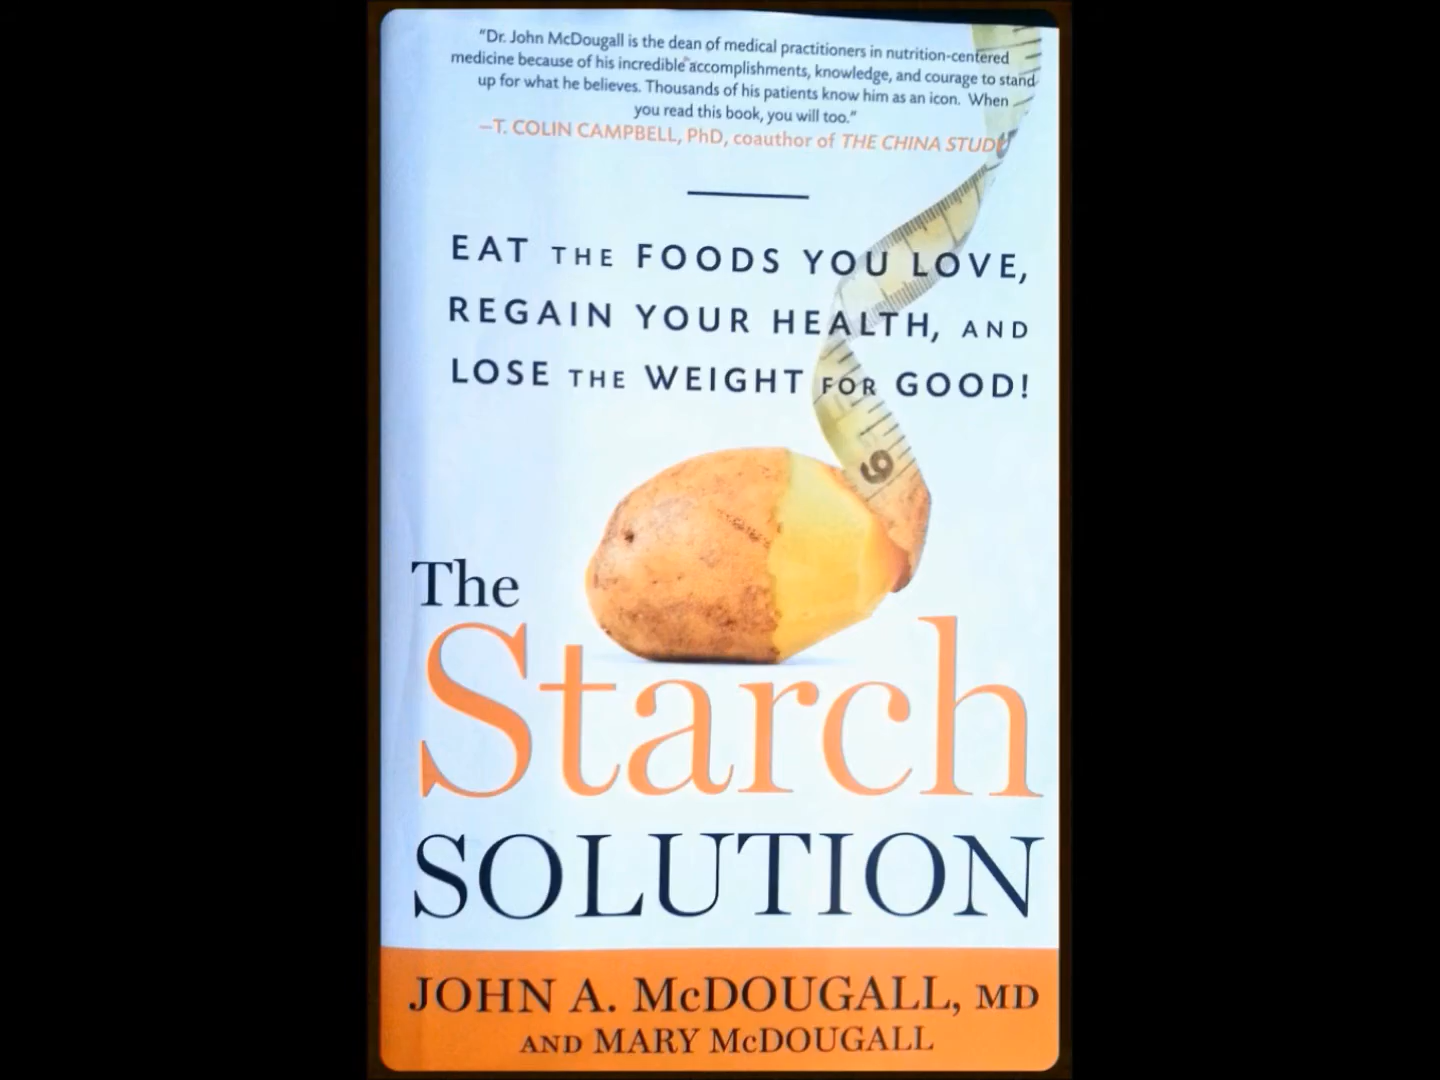 "Dr. John McDougall is the dean of medical practitioners in nutrition-centered
medicine because of his incredible accomplishments, knowledge, and courage to stand
up for what he believes. Thousands of his patients know him as an icon. When
you read this book, you will too."
—T. COLIN CAMPBELL, PhD, coauthor of THE CHINA STUDY
EAT THE FOODS YOU LOVE,
REGAIN YOUR HEALTH, AND
LOSE THE WEIGHT FOR GOOD!
9
The
Starch
SOLUTION
JOHN A. McDOUGALL, MD
AND MARY McDOUGALL